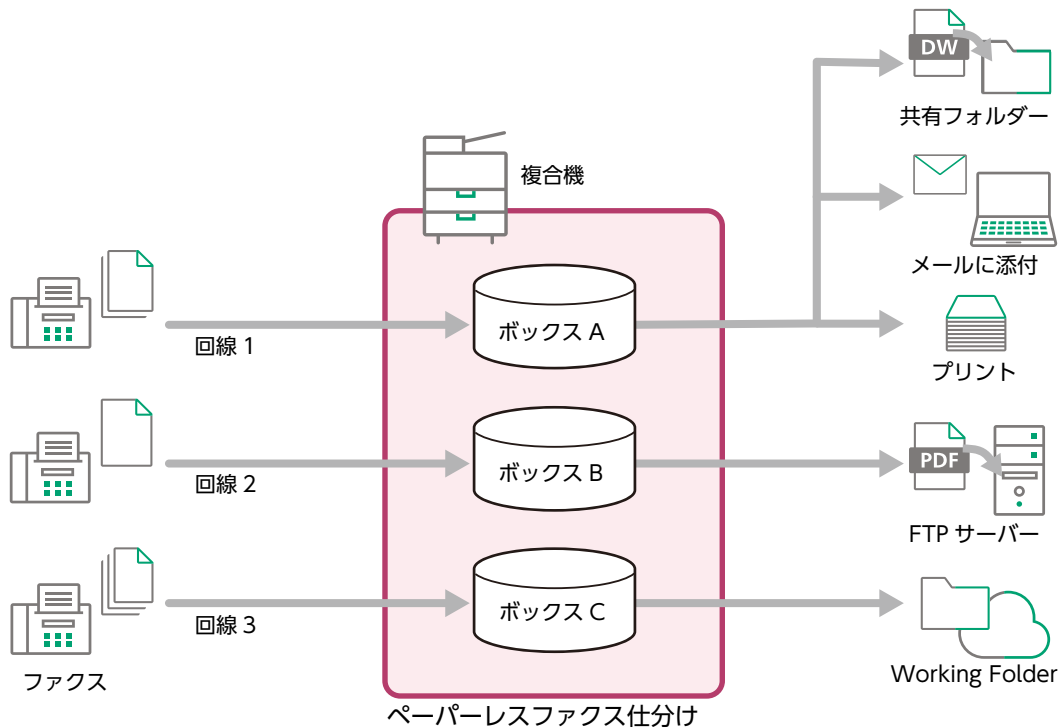 DW
共有フォルダー
複合機
メールに添付
回線 1
ボックス A
プリント
回線 2
ボックス B
PDF
FTP サーバー
回線 3
ボックス C
ファクス
Working Folder
ペーパーレスファクス仕分け